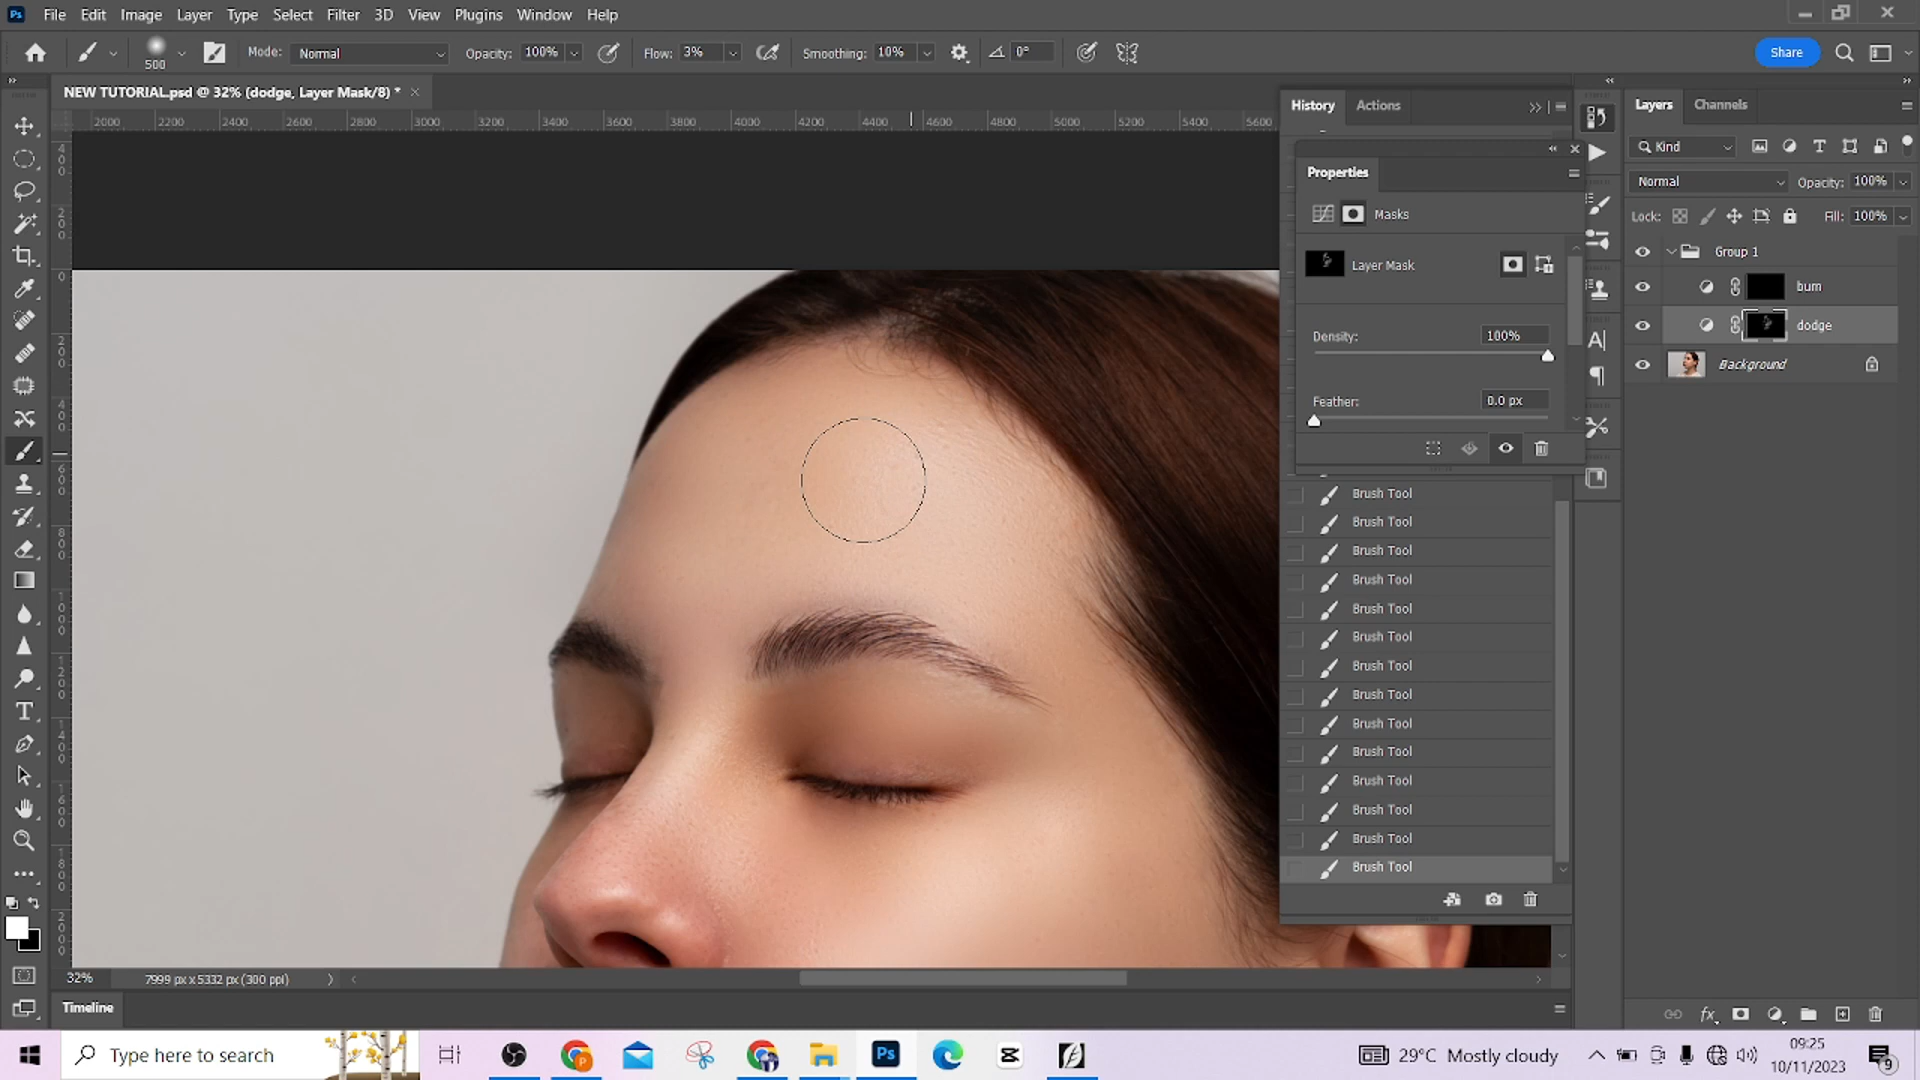 Ps File Edit Image Layer Type Select Filter 3D View Plugins Window Help
500 Mode: Normal Opacity: 100% Flow: 3% Smoothing: 10% 0° Share
NEW TUTORIAL.psd @ 32% (dodge, Layer Mask/8) *
2000 2200 2400 2600 2800 3000 3200 3400 3600 3800 4000 4200 4400 4600 4800 5000 5200 5400 5600
History Actions
Properties
Masks
Layer Mask
Density: 100%
Feather: 0.0 px
Brush Tool
Brush Tool
Brush Tool
Brush Tool
Brush Tool
Brush Tool
Brush Tool
Brush Tool
Brush Tool
Brush Tool
Brush Tool
Brush Tool
Brush Tool
Brush Tool
Layers Channels
Kind
Normal Opacity: 100%
Lock: Fill: 100%
Group 1
bum
dodge
Background
32% 7999 px x 5332 px (300 ppi)
Timeline
Type here to search
Ps
29°C Mostly cloudy
09:25
10/11/2023
9